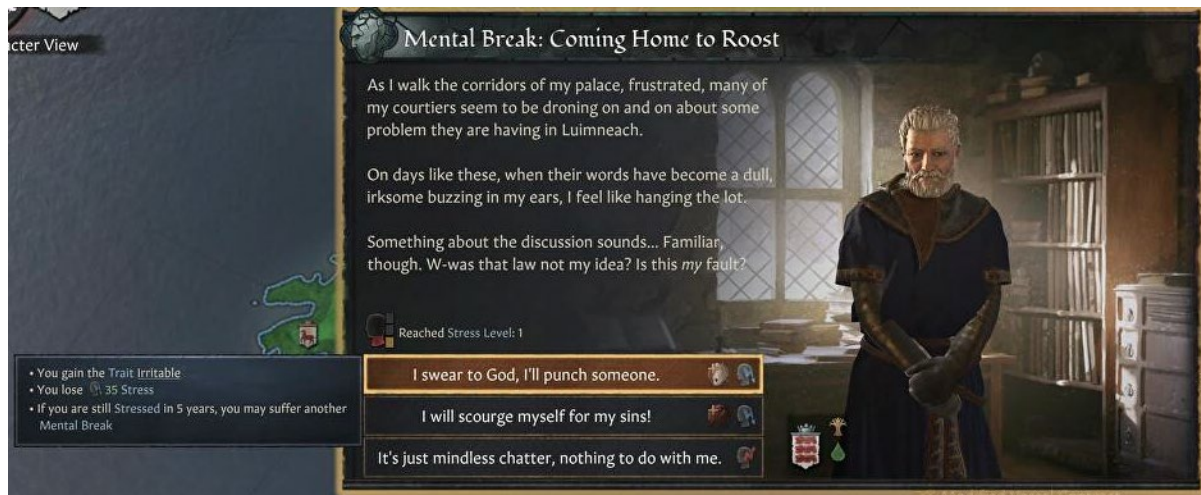 acter View
Mental Break: Coming Home to Roost
As I walk the corridors of my palace, frustrated, many of
my courtiers seem to be droning on and on about some
problem they are having in Luimneach.
On days like these, when their words have become a dull,
irksome buzzing in my ears, I feel like hanging the lot.
Something about the discussion sounds... Familiar,
though. W-was that law not my idea? Is this my fault?
Reached Stress Level: 1
• You gain the Trait Irritable
• You lose 35 Stress
• If you are still Stressed in 5 years, you may suffer another
Mental Break
I swear to God, I'll punch someone.
I will scourge myself for my sins!
It's just mindless chatter, nothing to do with me.